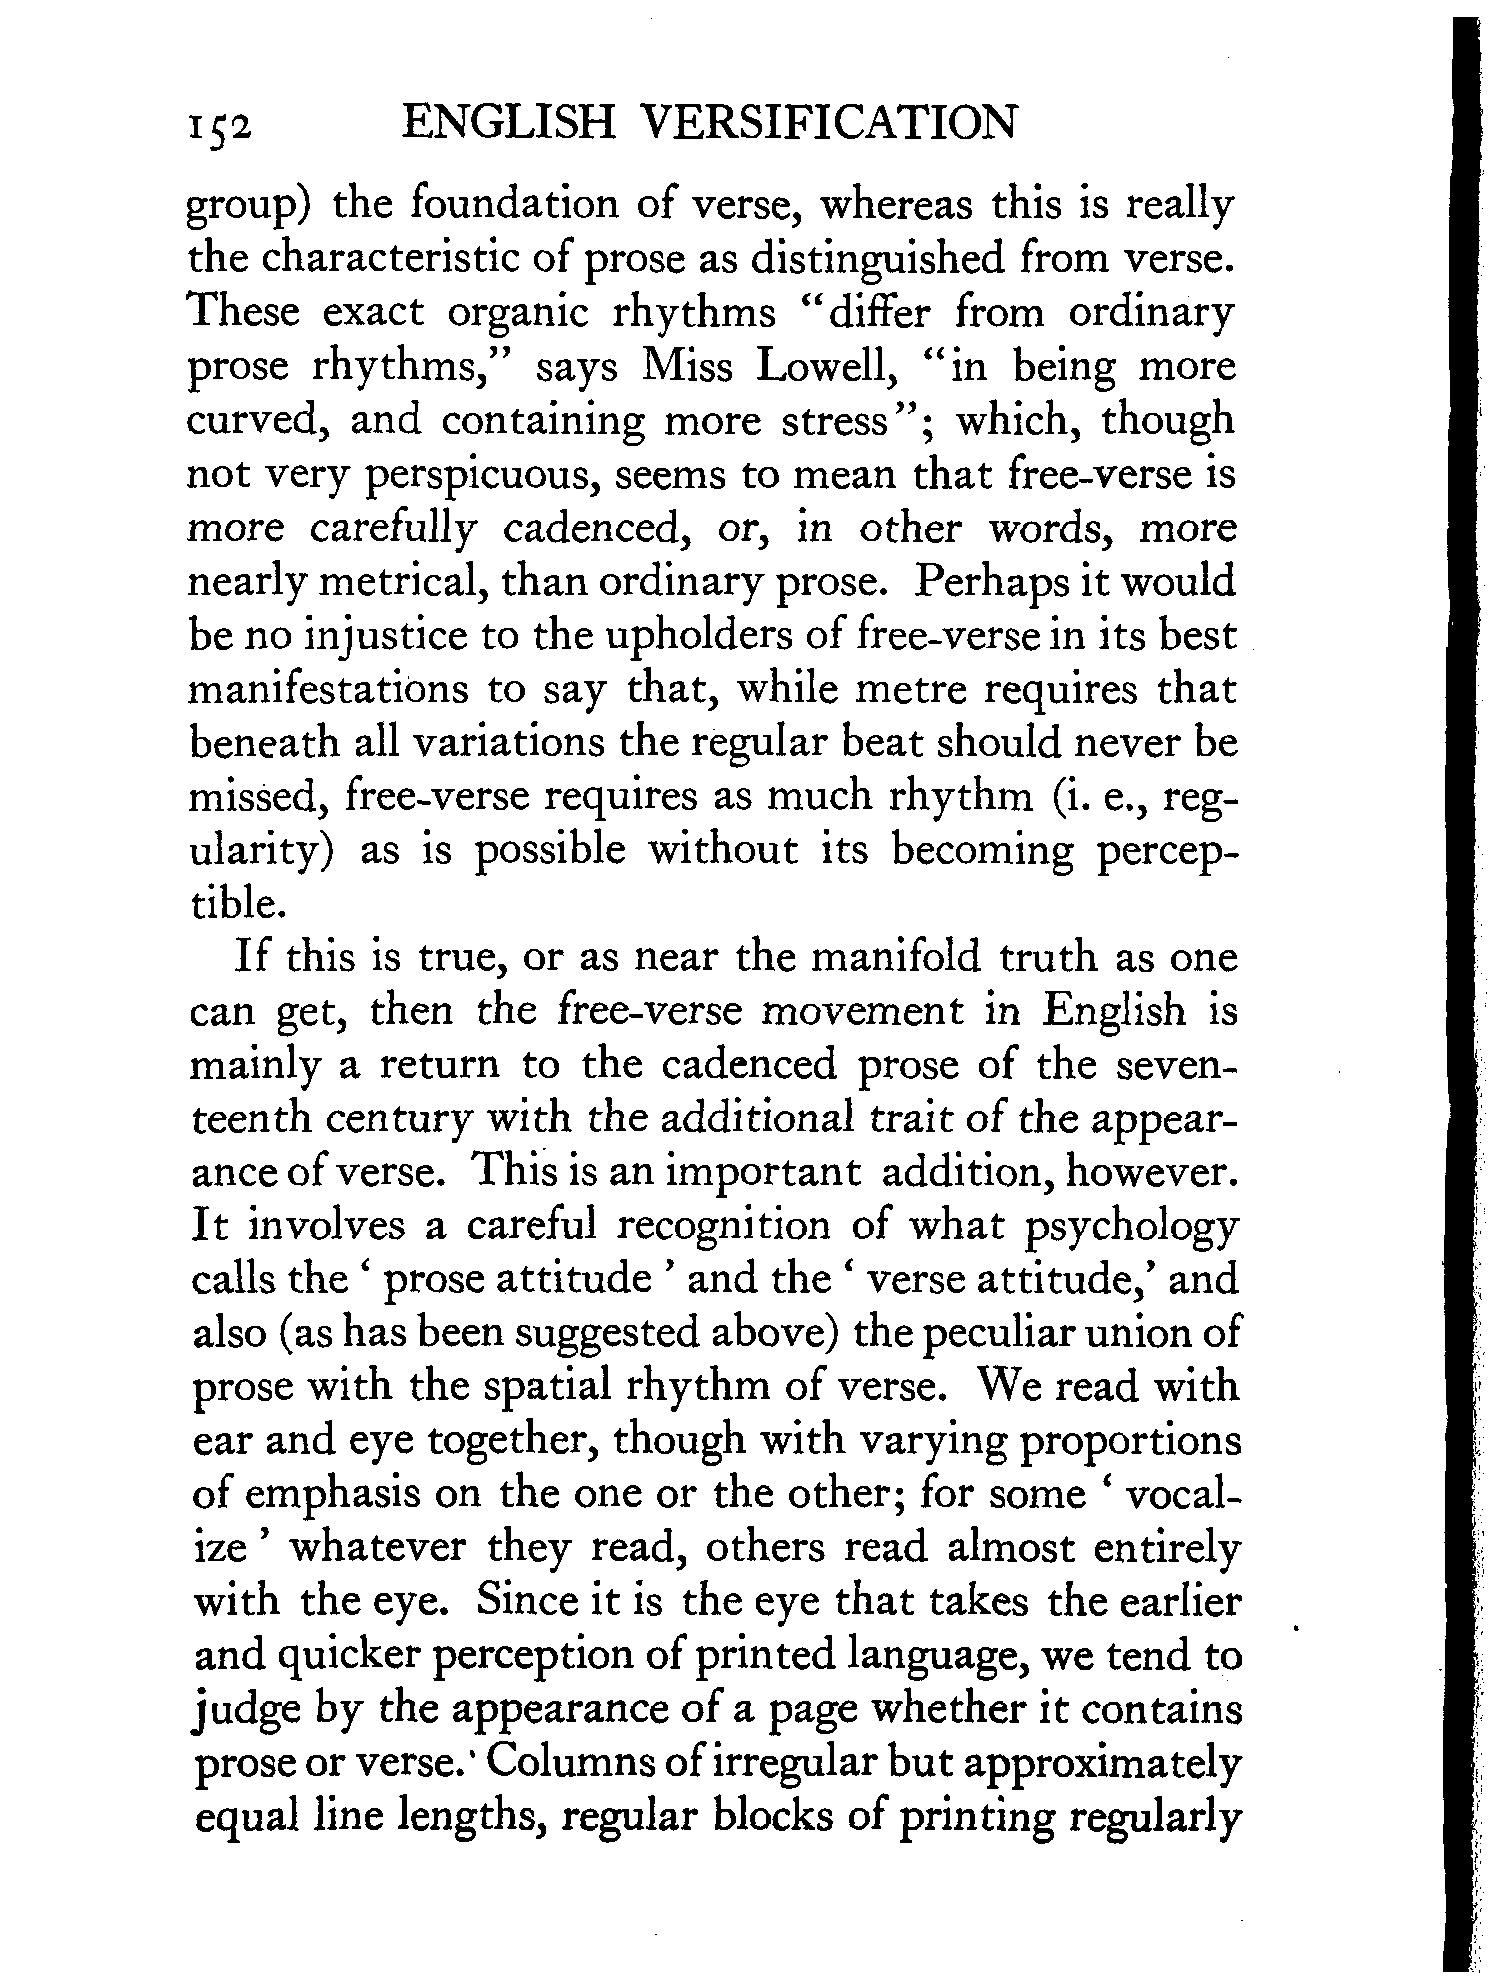 152 ENGLISH VERSIFICATION
group) the foundation of verse, whereas this is really
the characteristic of prose as distinguished from verse.
These exact organic rhythms “differ from ordinary
prose rhythms,” says Miss Lowell, “in being more
curved, and containing more stress”; which, though
not very perspicuous, seems to mean that free-verse is
more carefully cadenced, or, in other words, more
nearly metrical, than ordinary prose. Perhaps it would
be no injustice to the upholders of free-verse in its best
manifestations to say that, while metre requires that
beneath all variations the regular beat should never be
missed, free-verse requires as much rhythm (i. e., reg-
ularity) as is possible without its becoming percep-
tible.
If this is true, or as near the manifold truth as one
can get, then the free-verse movement in English is
mainly a return to the cadenced prose of the seven-
teenth century with the additional trait of the appear-
ance of verse. This is an important addition, however.
It involves a careful recognition of what psychology
calls the ‘ prose attitude ’ and the ‘ verse attitude,’ and
also (as has been suggested above) the peculiar union of
prose with the spatial rhythm of verse. We read with
ear and eye together, though with varying proportions
of emphasis on the one or the other; for some ‘ vocal-
ize ’ whatever they read, others read almost entirely
with the eye. Since it is the eye that takes the earlier
and quicker perception of printed language, we tend to
judge by the appearance of a page whether it contains
prose or verse. Columns of irregular but approximately
equal line lengths, regular blocks of printing regularly